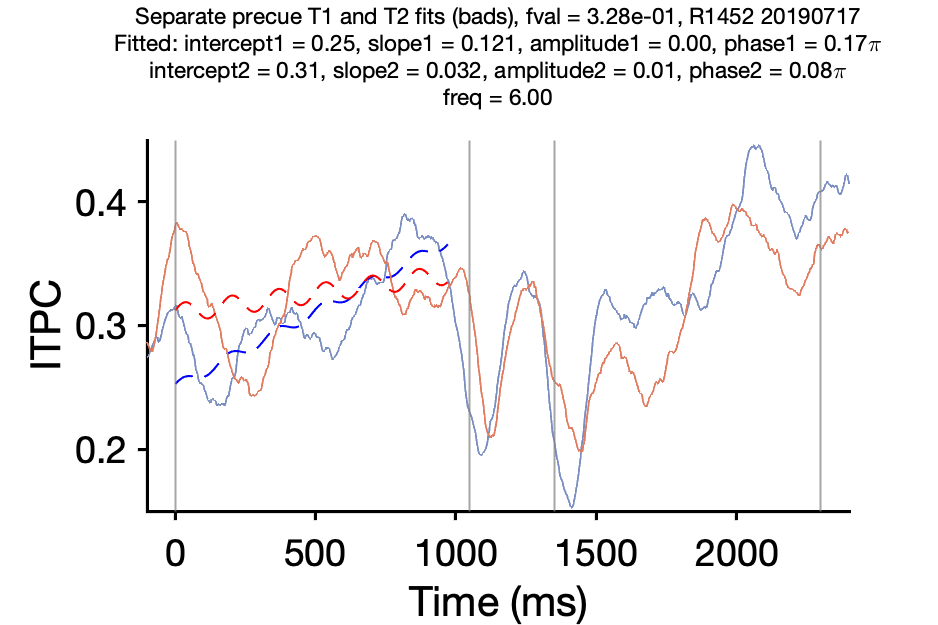 Separate precue T1 and T2 fits (bads), fval = 3.28e-01, R1452 20190717
Fitted: intercept1 = 0.25, slope1 = 0.121, amplitude1 = 0.00, phase1 = 0.17π
intercept2 = 0.31, slope2 = 0.032, amplitude2 = 0.01, phase2 = 0.08π
freq = 6.00
0.4
0.3
0.2
ITPC
0 500 1000 1500 2000
Time (ms)